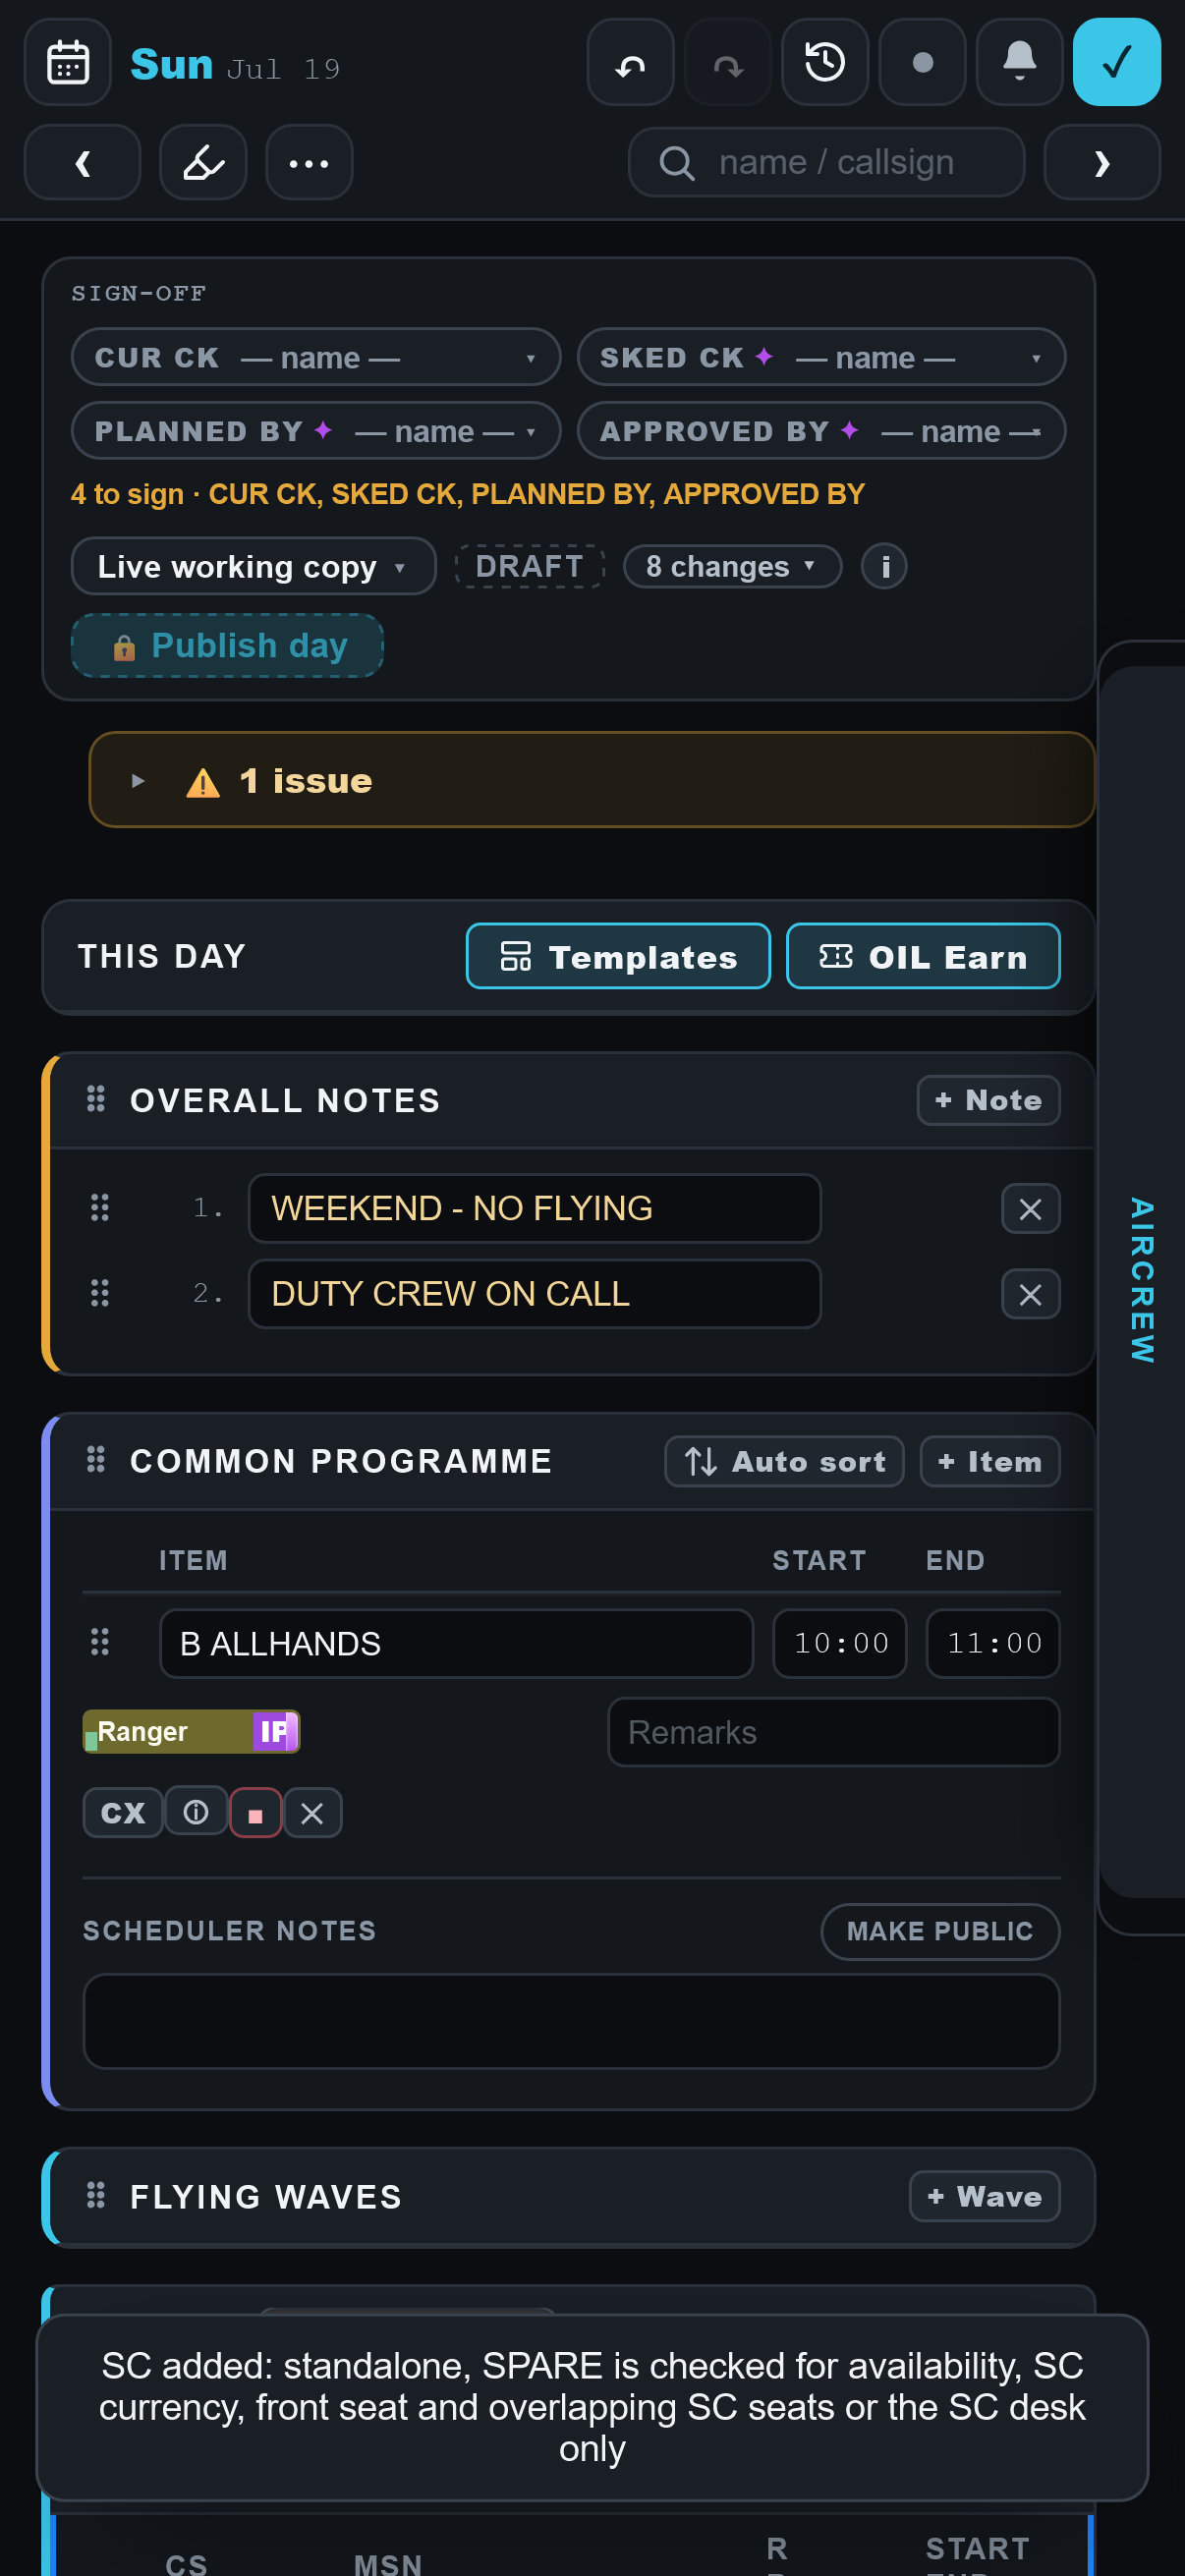 Sun Jul 19
name / callsign
SIGN-OFF
CUR CK — name —
SKED CK — name —
PLANNED BY — name —
APPROVED BY — name —
4 to sign · CUR CK, SKED CK, PLANNED BY, APPROVED BY
Live working copy DRAFT 8 changes i
Publish day
1 issue
THIS DAY Templates OIL Earn
OVERALL NOTES + Note
1. WEEKEND - NO FLYING
2. DUTY CREW ON CALL
AIRCREW
COMMON PROGRAMME Auto sort + Item
ITEM START END
B ALLHANDS 10:00 11:00
Ranger IP Remarks
CX
SCHEDULER NOTES MAKE PUBLIC
FLYING WAVES + Wave
SC added: standalone, SPARE is checked for availability, SC
currency, front seat and overlapping SC seats or the SC desk
only
CS MSN R START